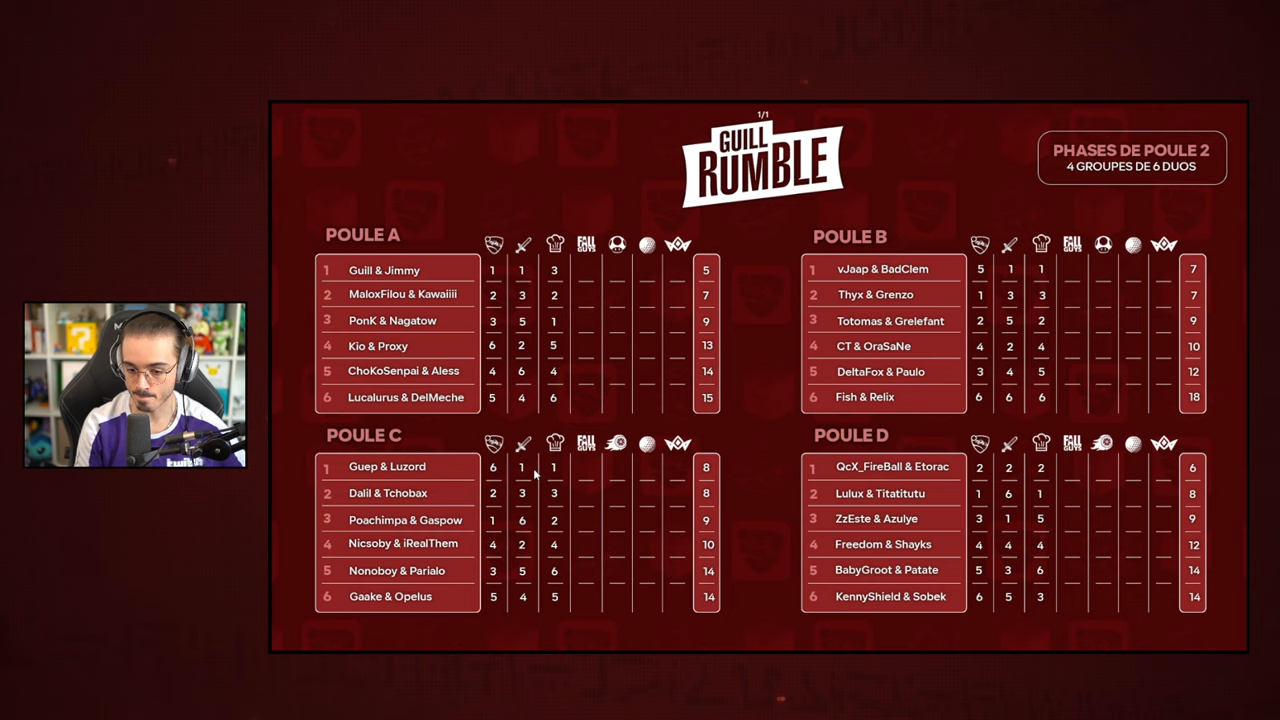 1/1
GUILL
RUMBLE
PHASES DE POULE 2
4 GROUPES DE 6 DUOS
POULE A
FALL GUYS
1 Guill & Jimmy 1 1 3 5
2 MaloxFilou & Kawaiiii 2 3 2 7
3 PonK & Nagatow 3 5 1 9
4 Kio & Proxy 6 2 5 13
5 ChoKoSenpai & Aless 4 6 4 14
6 Lucalurus & DelMeche 5 4 6 15
POULE B
FALL GUYS
1 vJaap & BadClem 5 1 1 7
2 Thyx & Grenzo 1 3 3 7
3 Totomas & Grelefant 2 5 2 9
4 CT & OraSaNe 4 2 4 10
5 DeltaFox & Paulo 3 4 5 12
6 Fish & Relix 6 6 6 18
POULE C
FALL GUYS
1 Guep & Luzord 6 1 1 8
2 Dalil & Tchobax 2 3 3 8
3 Poachimpa & Gaspow 1 6 2 9
4 Nicsoby & iRealThem 4 2 4 10
5 Nonoboy & Parialo 3 5 6 14
6 Gaake & Opelus 5 4 5 14
POULE D
FALL GUYS
1 QcX_FireBall & Etorac 2 2 2 6
2 Lulux & Titatitutu 1 6 1 8
3 ZzEste & Azulye 3 1 5 9
4 Freedom & Shayks 4 4 4 12
5 BabyGroot & Patate 5 3 6 14
6 KennyShield & Sobek 6 5 3 14